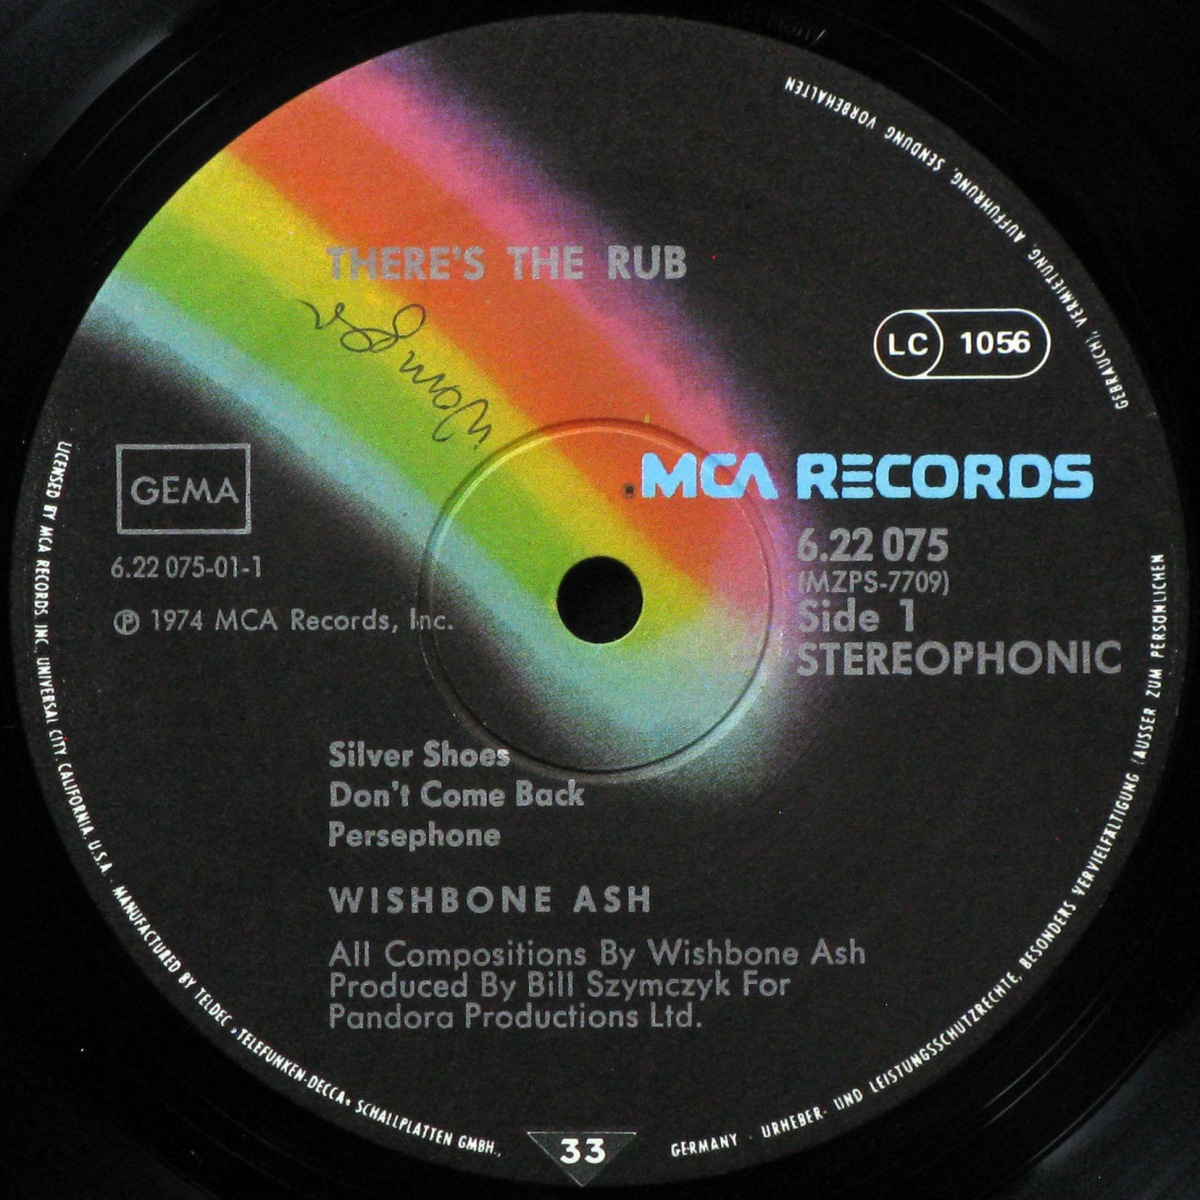 THERE'S THE RUB
LC 1056
MCA RECORDS
GEMA
6.22 075
(MZPS-7709)
6.22 075-01-1
Side 1
℗ 1974 MCA Records, Inc.
STEREOPHONIC
Silver Shoes
Don't Come Back
Persephone
WISHBONE ASH
All Compositions By Wishbone Ash
Produced By Bill Szymczyk For
Pandora Productions Ltd.
33
LICENSED BY MCA RECORDS, INC., UNIVERSAL CITY, CALIFORNIA, U.S.A. · MANUFACTURED BY TELDEC »TELEFUNKEN-DECCA« SCHALLPLATTEN GMBH.,
GERMANY · URHEBER- UND LEISTUNGSSCHUTZRECHTE, BESONDERS VERVIELFÄLTIGUNG (AUSSER ZUM PERSÖNLICHEN
GEBRAUCH), VERMIETUNG, AUFFÜHRUNG, SENDUNG VORBEHALTEN